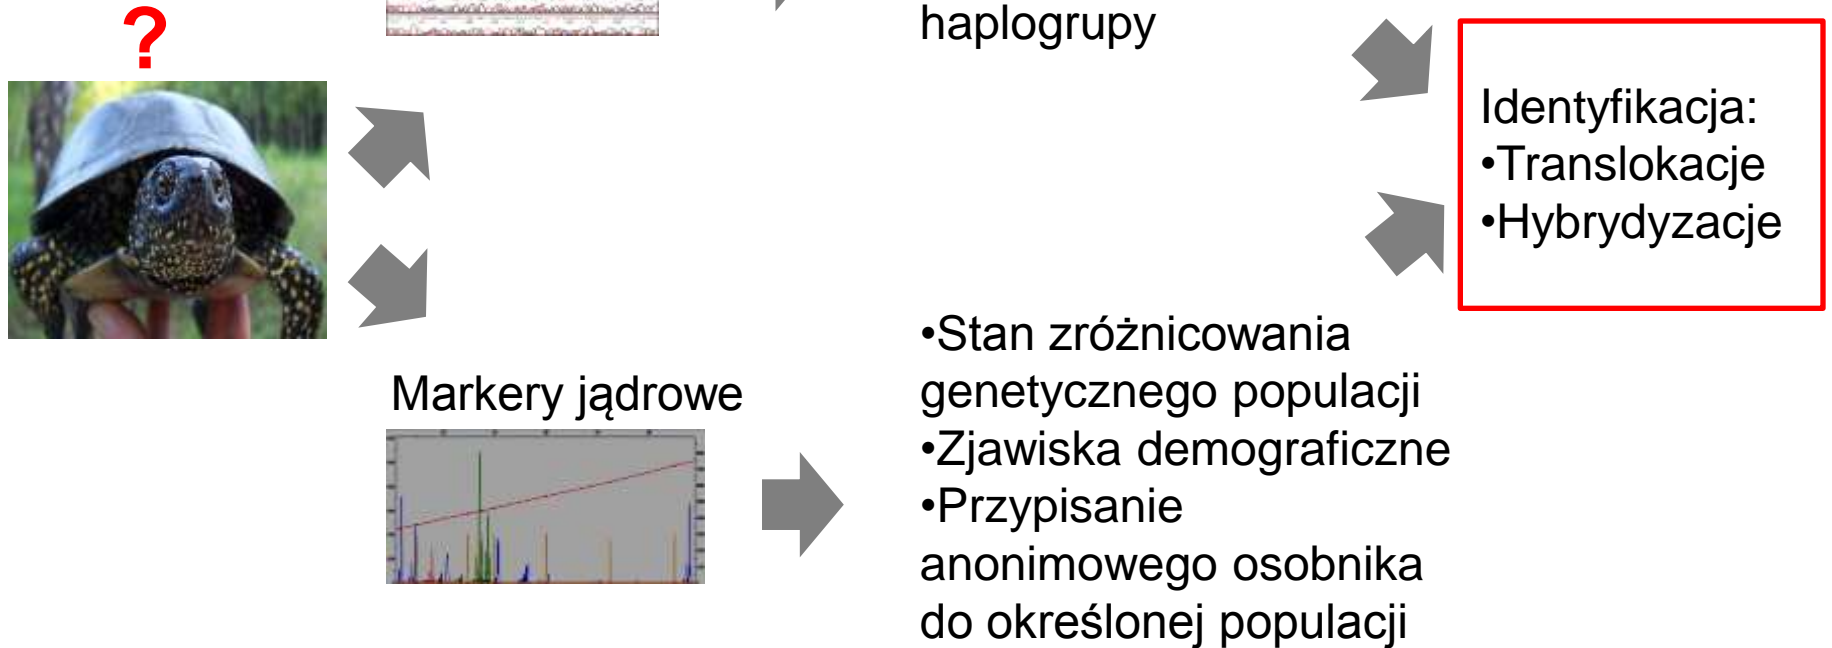 ?
haplogrupy
Identyfikacja:
•Translokacje
•Hybrydyzacje
Markery jądrowe
•Stan zróżnicowania
genetycznego populacji
•Zjawiska demograficzne
•Przypisanie
anonimowego osobnika
do określonej populacji